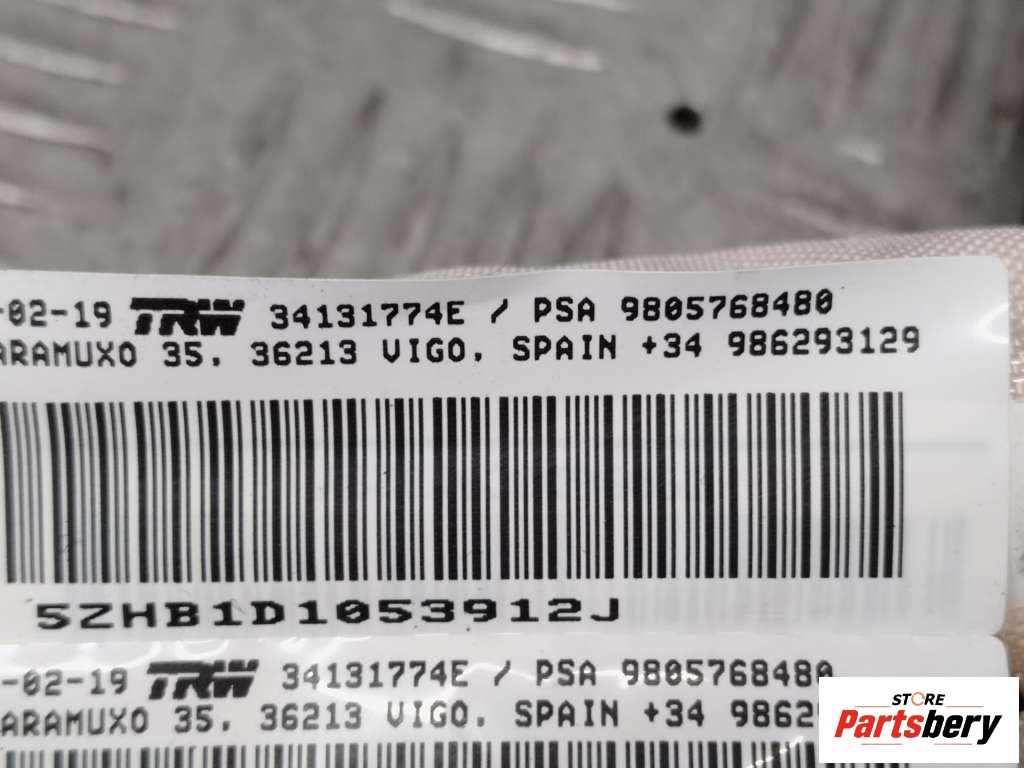 -02-19 TRW 34131774E / PSA 9805768480
ARAMUXO 35, 36213 VIGO, SPAIN +34 986293129
5ZHB1D1053912J
-02-19 TRW 34131774E / PSA 9805768480
ARAMUXO 35, 36213 VIGO, SPAIN +34 9862
STORE
Partsbery